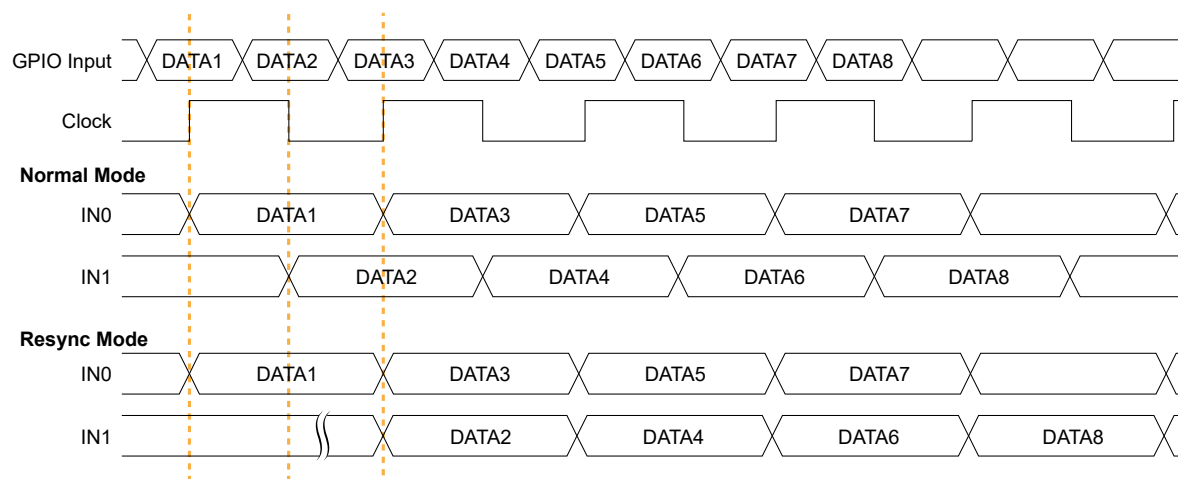 GPIO Input DATA1 DATA2 DATA3 DATA4 DATA5 DATA6 DATA7 DATA8
Clock
Normal Mode
IN0 DATA1 DATA3 DATA5 DATA7
IN1 DATA2 DATA4 DATA6 DATA8
Resync Mode
IN0 DATA1 DATA3 DATA5 DATA7
IN1 DATA2 DATA4 DATA6 DATA8